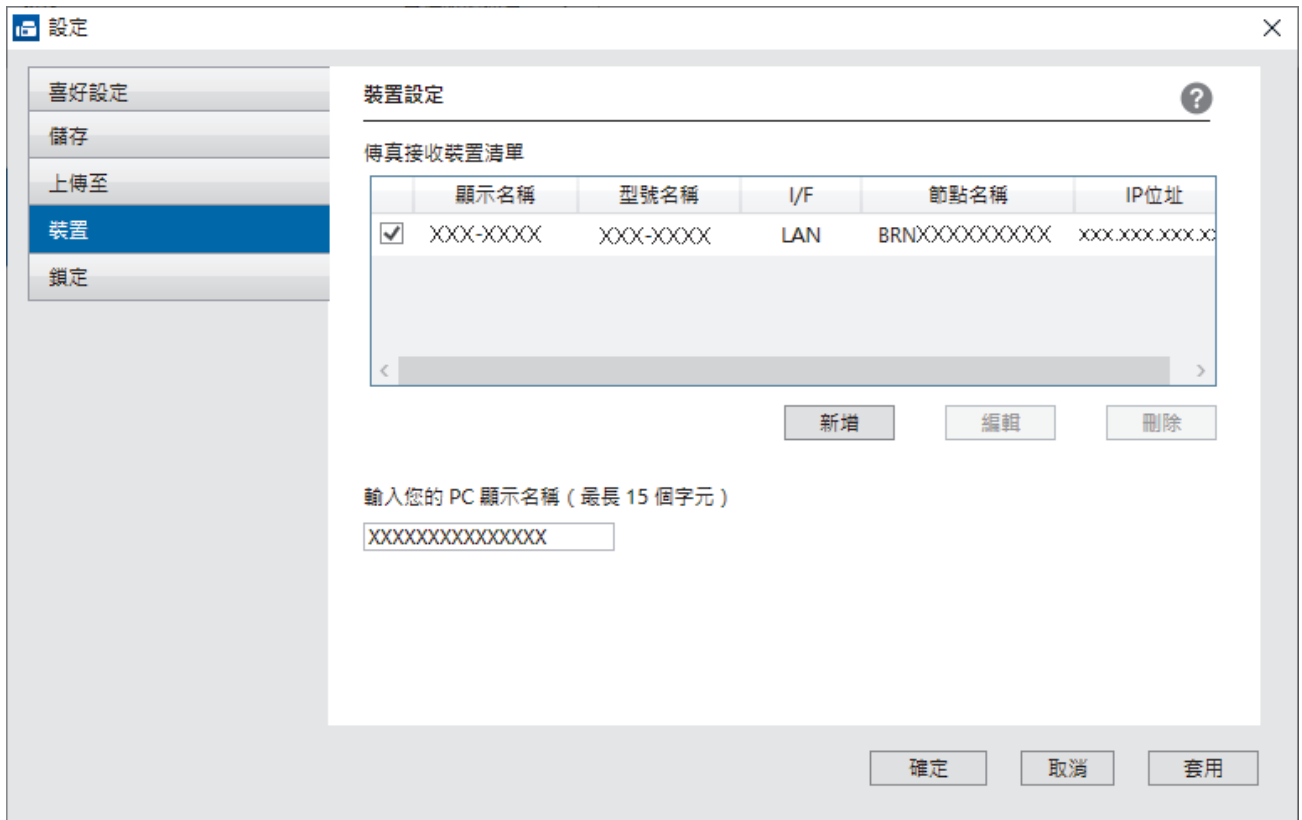 設定
喜好設定
儲存
上傳至
裝置
鎖定
裝置設定
傳真接收裝置清單
顯示名稱 型號名稱 I/F 節點名稱 IP位址
XXX-XXXX XXX-XXXX LAN BRNXXXXXXXXX xxx.xxx.xxx.xx
新增 編輯 刪除
輸入您的 PC 顯示名稱 ( 最長 15 個字元 )
XXXXXXXXXXXXXXX
確定 取消 套用